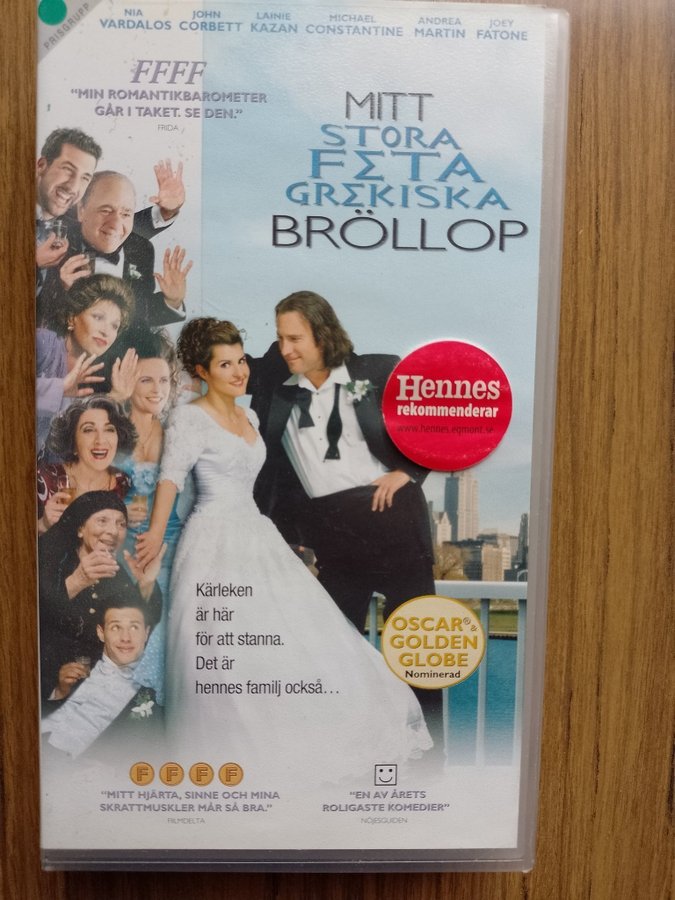 PRISGRUPP
NIA VARDALOS
JOHN CORBETT
LAINIE KAZAN
MICHAEL CONSTANTINE
ANDREA MARTIN
JOEY FATONE
FFFF
“MIN ROMANTIKBAROMETER
GÅR I TAKET. SE DEN.”
FRIDA
MITT
STORA
FΣTA
GRΣKISKA
BRÖLLOP
Hennes
rekommenderar
www.hennes.egmont.se
Kärleken
är här
för att stanna.
Det är
hennes familj också...
OSCAR® &
GOLDEN
GLOBE
Nominerad
F F F F
“MITT HJÄRTA, SINNE OCH MINA
SKRATTMUSKLER MÅR SÅ BRA.”
FILMDELTA
“EN AV ÅRETS
ROLIGASTE KOMEDIER”
NÖJESGUIDEN